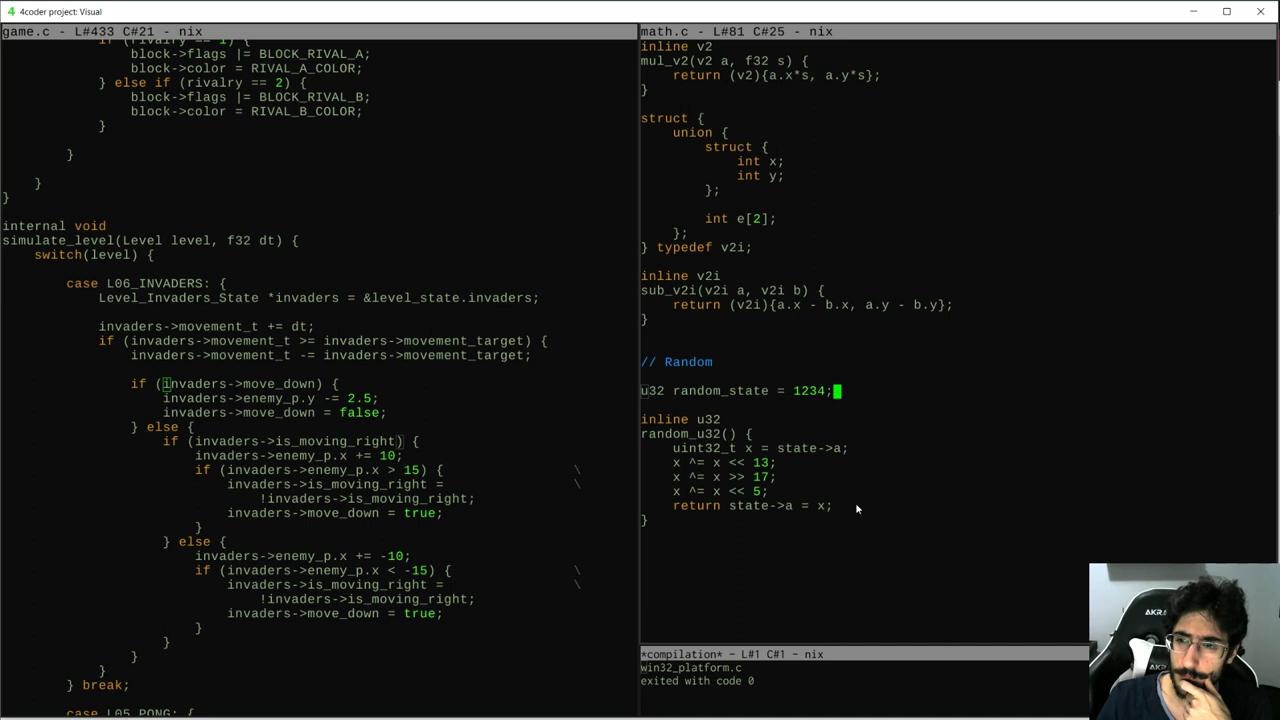 4 4coder project: Visual
game.c - L#433 C#21 - nix
if (rivalry == 1) {
block->flags |= BLOCK_RIVAL_A;
block->color = RIVAL_A_COLOR;
} else if (rivalry == 2) {
block->flags |= BLOCK_RIVAL_B;
block->color = RIVAL_B_COLOR;
}
}
}
}
internal void
simulate_level(Level level, f32 dt) {
switch(level) {
case L06_INVADERS: {
Level_Invaders_State *invaders = &level_state.invaders;
invaders->movement_t += dt;
if (invaders->movement_t >= invaders->movement_target) {
invaders->movement_t -= invaders->movement_target;
if (invaders->move_down) {
invaders->enemy_p.y -= 2.5;
invaders->move_down = false;
} else {
if (invaders->is_moving_right) {
invaders->enemy_p.x += 10;
if (invaders->enemy_p.x > 15) { \
invaders->is_moving_right = \
!invaders->is_moving_right;
invaders->move_down = true;
}
} else {
invaders->enemy_p.x += -10;
if (invaders->enemy_p.x < -15) { \
invaders->is_moving_right = \
!invaders->is_moving_right;
invaders->move_down = true;
}
}
}
}
} break;
case L05_PONG: {
math.c - L#81 C#25 - nix
inline v2
mul_v2(v2 a, f32 s) {
return (v2){a.x*s, a.y*s};
}
struct {
union {
struct {
int x;
int y;
};
int e[2];
};
} typedef v2i;
inline v2i
sub_v2i(v2i a, v2i b) {
return (v2i){a.x - b.x, a.y - b.y};
}
// Random
u32 random_state = 1234;
inline u32
random_u32() {
uint32_t x = state->a;
x ^= x << 13;
x ^= x >> 17;
x ^= x << 5;
return state->a = x;
}
*compilation* - L#1 C#1 - nix
win32_platform.c
exited with code 0
AKRA